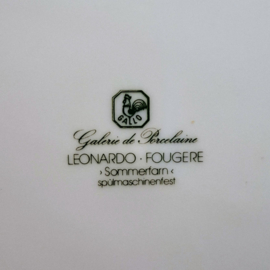 GALLO
Galerie de Porcelaine
LEONARDO · FOUGERE
› Sommerfarn ‹
spülmaschinenfest